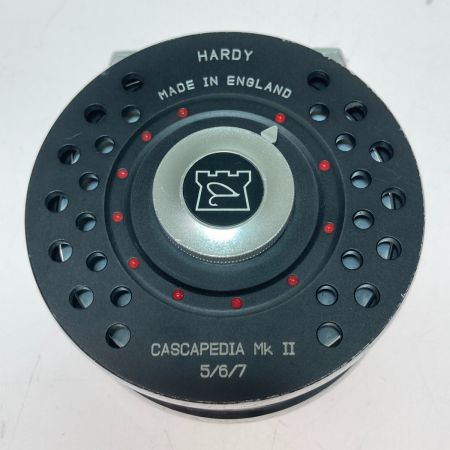 HARDY
MADE IN ENGLAND
CASCAPEDIA Mk II
5/6/7